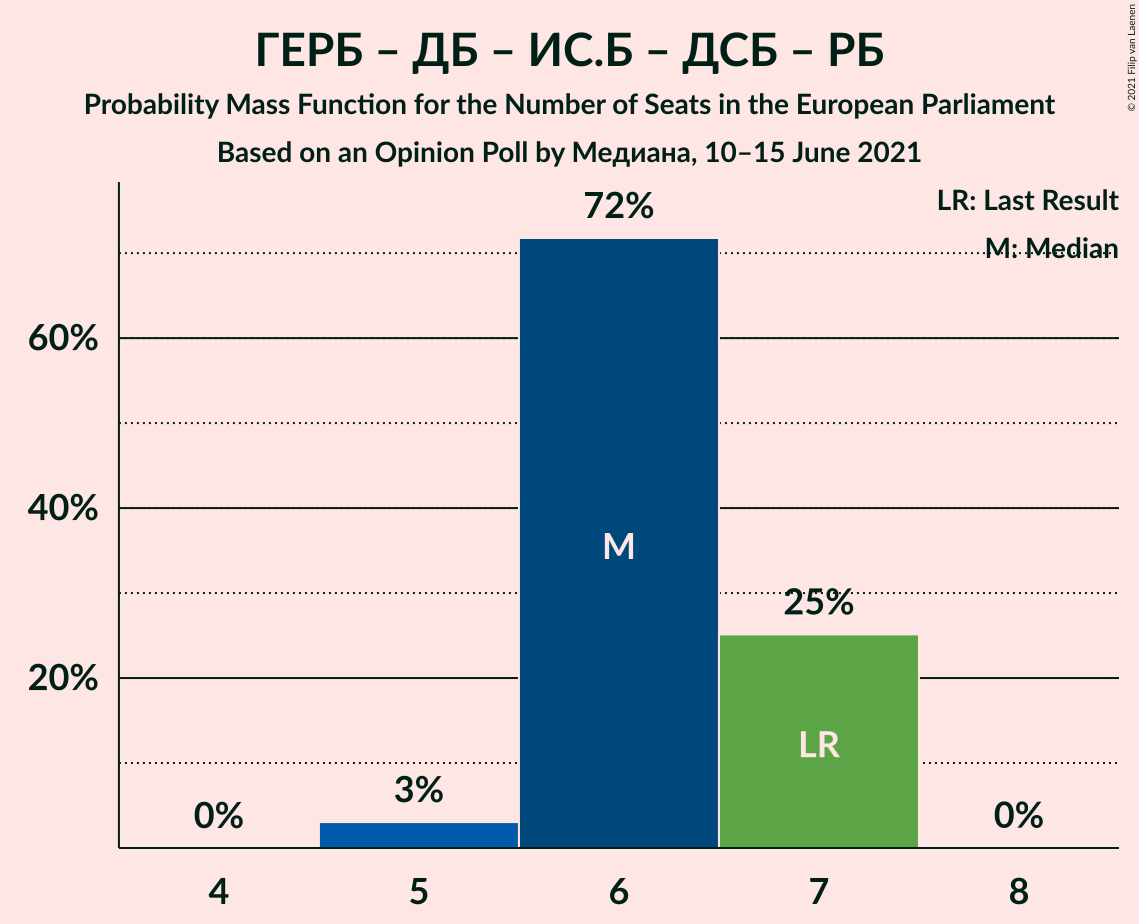 ГЕРБ – ДБ – ИС.Б – ДСБ – РБ
Probability Mass Function for the Number of Seats in the European Parliament
Based on an Opinion Poll by Медиана, 10–15 June 2021
© 2021 Filip van Laenen
LR: Last Result
M: Median
72%
60%
40%
M
25%
20%
LR
3%
0%
0%
4
5
6
7
8